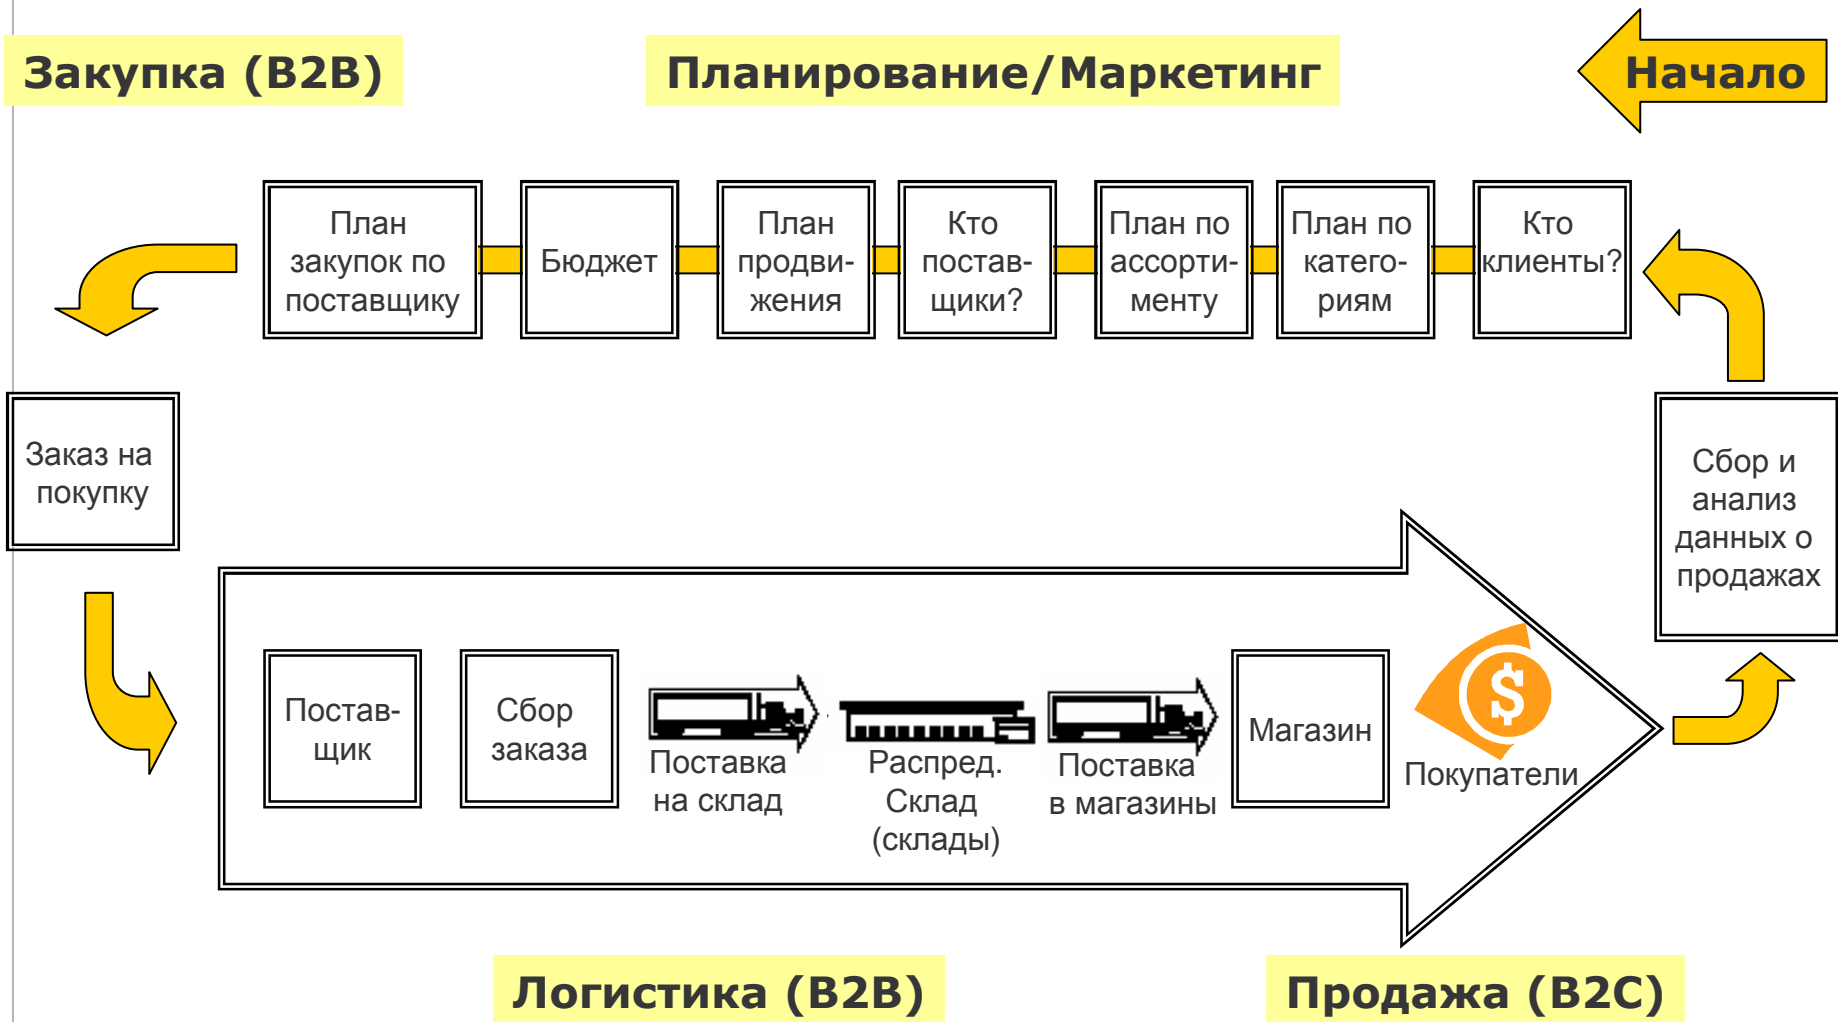 Закупка (B2B)
Планирование/Маркетинг
Начало
План
закупок по
поставщику
Бюджет
План
продви-
жения
Кто
постав-
щики?
План по
ассорти-
менту
План по
катего-
риям
Кто
клиенты?
Заказ на
покупку
Сбор и
анализ
данных о
продажах
Постав-
щик
Сбор
заказа
Поставка
на склад
Распред.
Склад
(склады)
Поставка
в магазины
Магазин
$
Покупатели
Логистика (B2B)
Продажа (B2C)